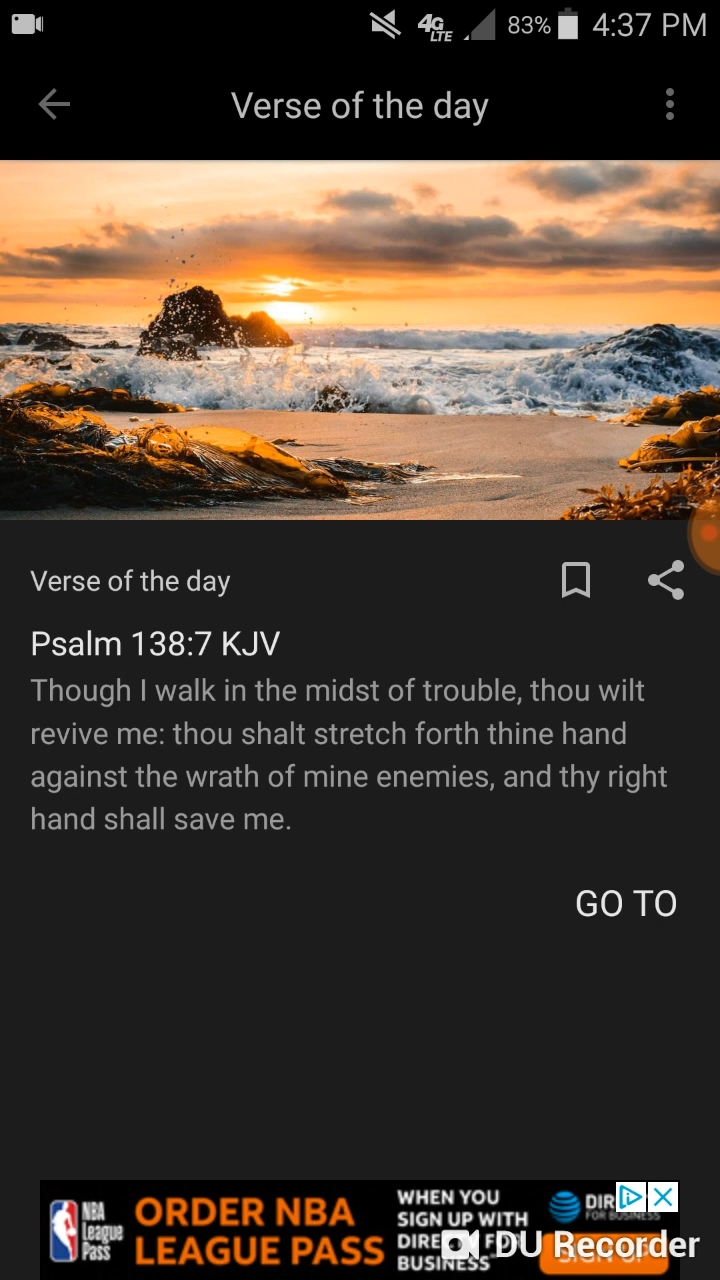 4G LTE 83% 4:37 PM
Verse of the day
Verse of the day
Psalm 138:7 KJV
Though I walk in the midst of trouble, thou wilt
revive me: thou shalt stretch forth thine hand
against the wrath of mine enemies, and thy right
hand shall save me.
GO TO
NBA
League
Pass
ORDER NBA
LEAGUE PASS
WHEN YOU
SIGN UP WITH
BUSINESS
FOR BUSINESS
DU Recorder